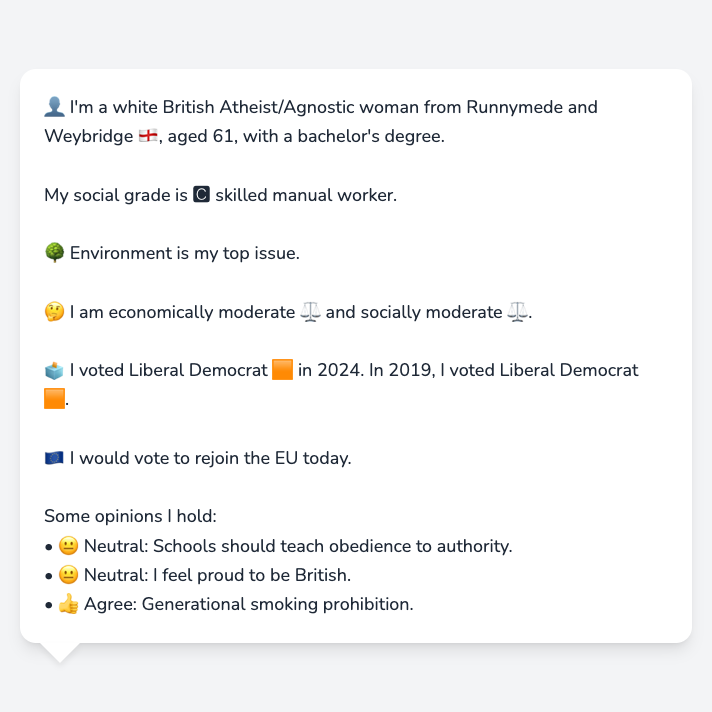 👤 I'm a white British Atheist/Agnostic woman from Runnymede and
Weybridge 🏴󠁧󠁢󠁥󠁮󠁧󠁿, aged 61, with a bachelor's degree.
My social grade is 🅲 skilled manual worker.
🌳 Environment is my top issue.
🤔 I am economically moderate ⚖️ and socially moderate ⚖️.
🗳️ I voted Liberal Democrat 🟧 in 2024. In 2019, I voted Liberal Democrat
🟧.
🇪🇺 I would vote to rejoin the EU today.
Some opinions I hold:
• 😐 Neutral: Schools should teach obedience to authority.
• 😐 Neutral: I feel proud to be British.
• 👍 Agree: Generational smoking prohibition.